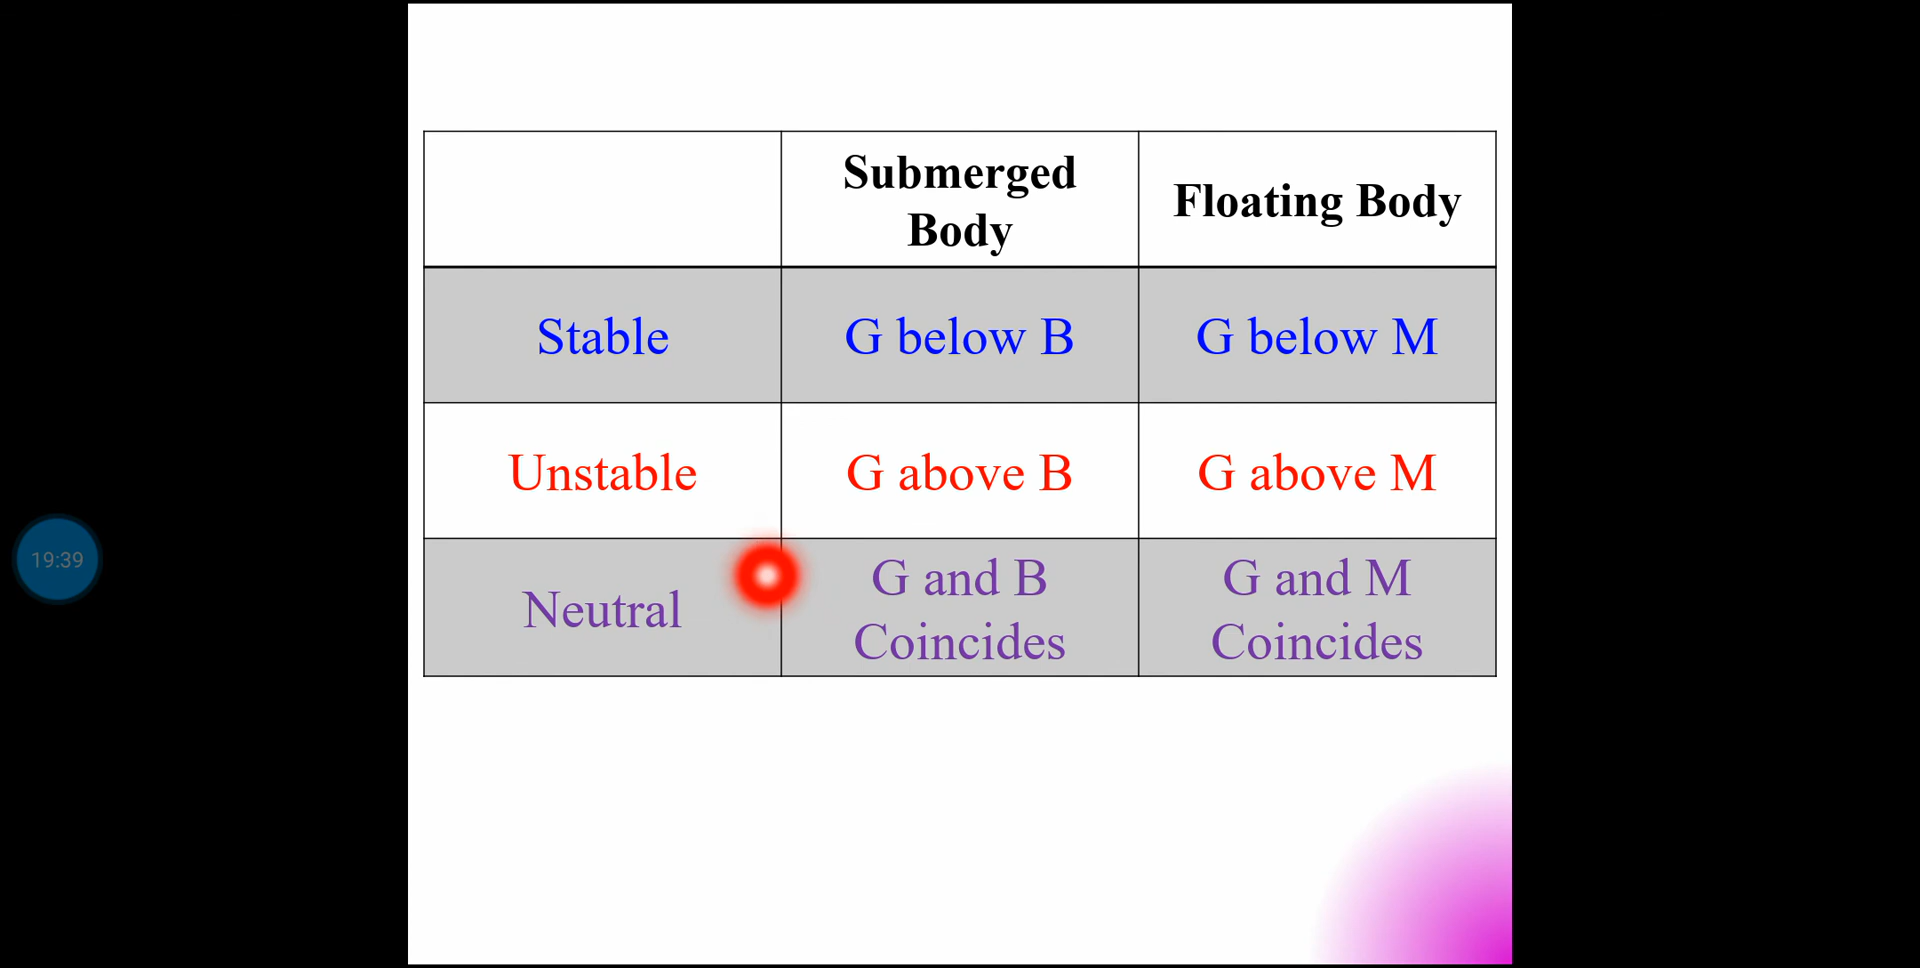 Submerged
Body
Floating Body
Stable
G below B
G below M
Unstable
G above B
G above M
Neutral
G and B
Coincides
G and M
Coincides
19:39